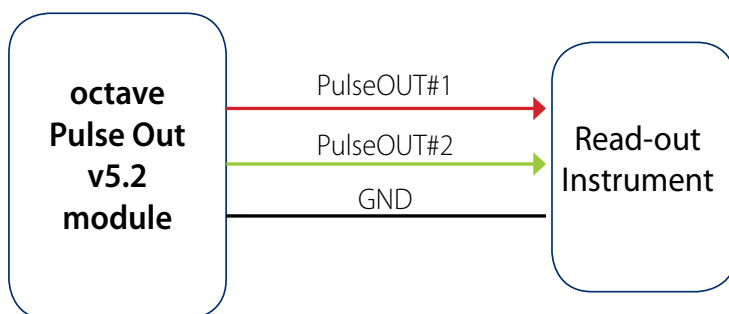 octave
Pulse Out
v5.2
module
PulseOUT#1
PulseOUT#2
GND
Read-out
Instrument